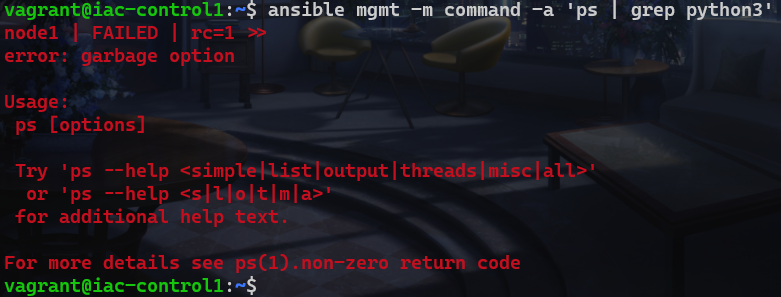 vagrant@iac-control1:~$ ansible mgmt -m command -a 'ps | grep python3'
node1 | FAILED | rc=1 >>
error: garbage option
Usage:
ps [options]
Try 'ps --help <simple|list|output|threads|misc|all>'
or 'ps --help <s|l|o|t|m|a>'
for additional help text.
For more details see ps(1).non-zero return code
vagrant@iac-control1:~$